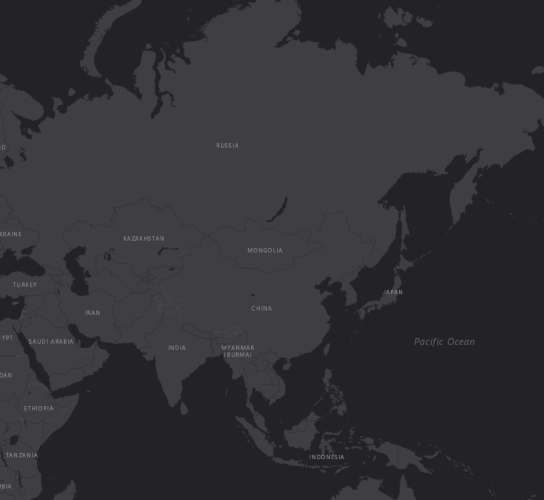 RUSSIA
D
KRAINE
KAZAKHSTAN
MONGOLIA
TURKEY
JAPAN
IRAN
CHINA
YPT
SAUDI ARABIA
INDIA
MYANMAR
(BURMA)
Pacific Ocean
DAN
ETHIOPIA
TANZANIA
INDONESIA
BIA